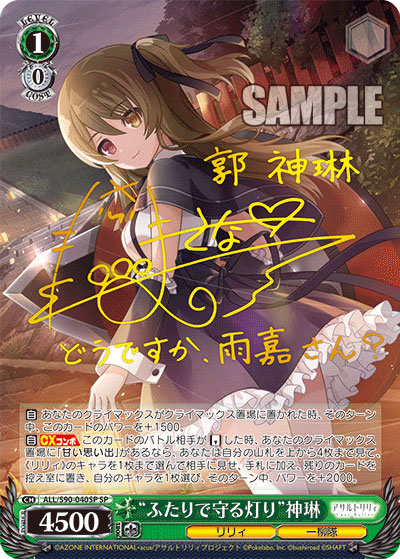 LEVEL
1
0
COST
SAMPLE
郭 神琳
どうですか、雨嘉さん?
自 あなたのクライマックスがクライマックス置場に置かれた時、そのターン
中、このカードのパワーを+1500。
自 CXコンボ このカードのバトル相手が した時、あなたのクライマックス
置場に「甘い思い出」があるなら、あなたは自分の山札を上から4枚まで見て、
《リリィ》のキャラを1枚まで選んで相手に見せ、手札に加え、残りのカードを
控え室に置き、自分のキャラを1枚選び、そのターン中、パワーを+2000。
CH ALL/S90-040SP SP
4500
POWER
"ふたりで守る灯り"神琳
アサルトリリィ
リリィ
一柳隊
©AZONE INTERNATIONAL・acus/アサルトリリィプロジェクト ©Pokelabo, Inc. ©bushiroad ©SHAFT